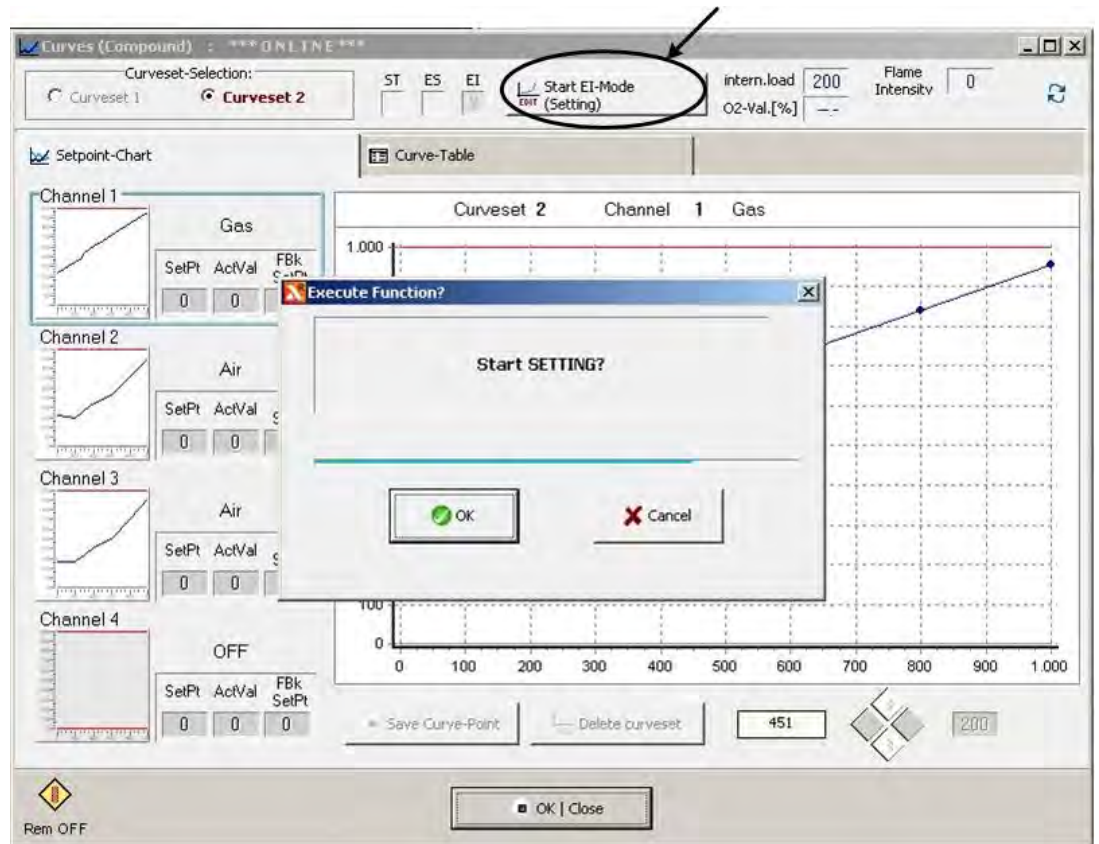 Curves (Compound) : ***ONLINE***
Curveset-Selection:
Curveset 1 Curveset 2
ST ES EI
Start EI-Mode
EDIT (Setting)
intern.load 200
O2-Val.[%] --.-
Flame
Intensity 0
Setpoint-Chart
Curve-Table
Channel 1
Gas
SetPt ActVal FBk
SetPt
0 0
Channel 2
Air
SetPt ActVal
0 0
Channel 3
Air
SetPt ActVal
0 0
Channel 4
OFF
SetPt ActVal FBk
SetPt
0 0 0
Curveset 2 Channel 1 Gas
1.000
Execute Function?
Start SETTING?
OK Cancel
100
0
0 100 200 300 400 500 600 700 800 900 1.000
Save Curve-Point Delete curveset 451 200
Rem OFF
OK | Close